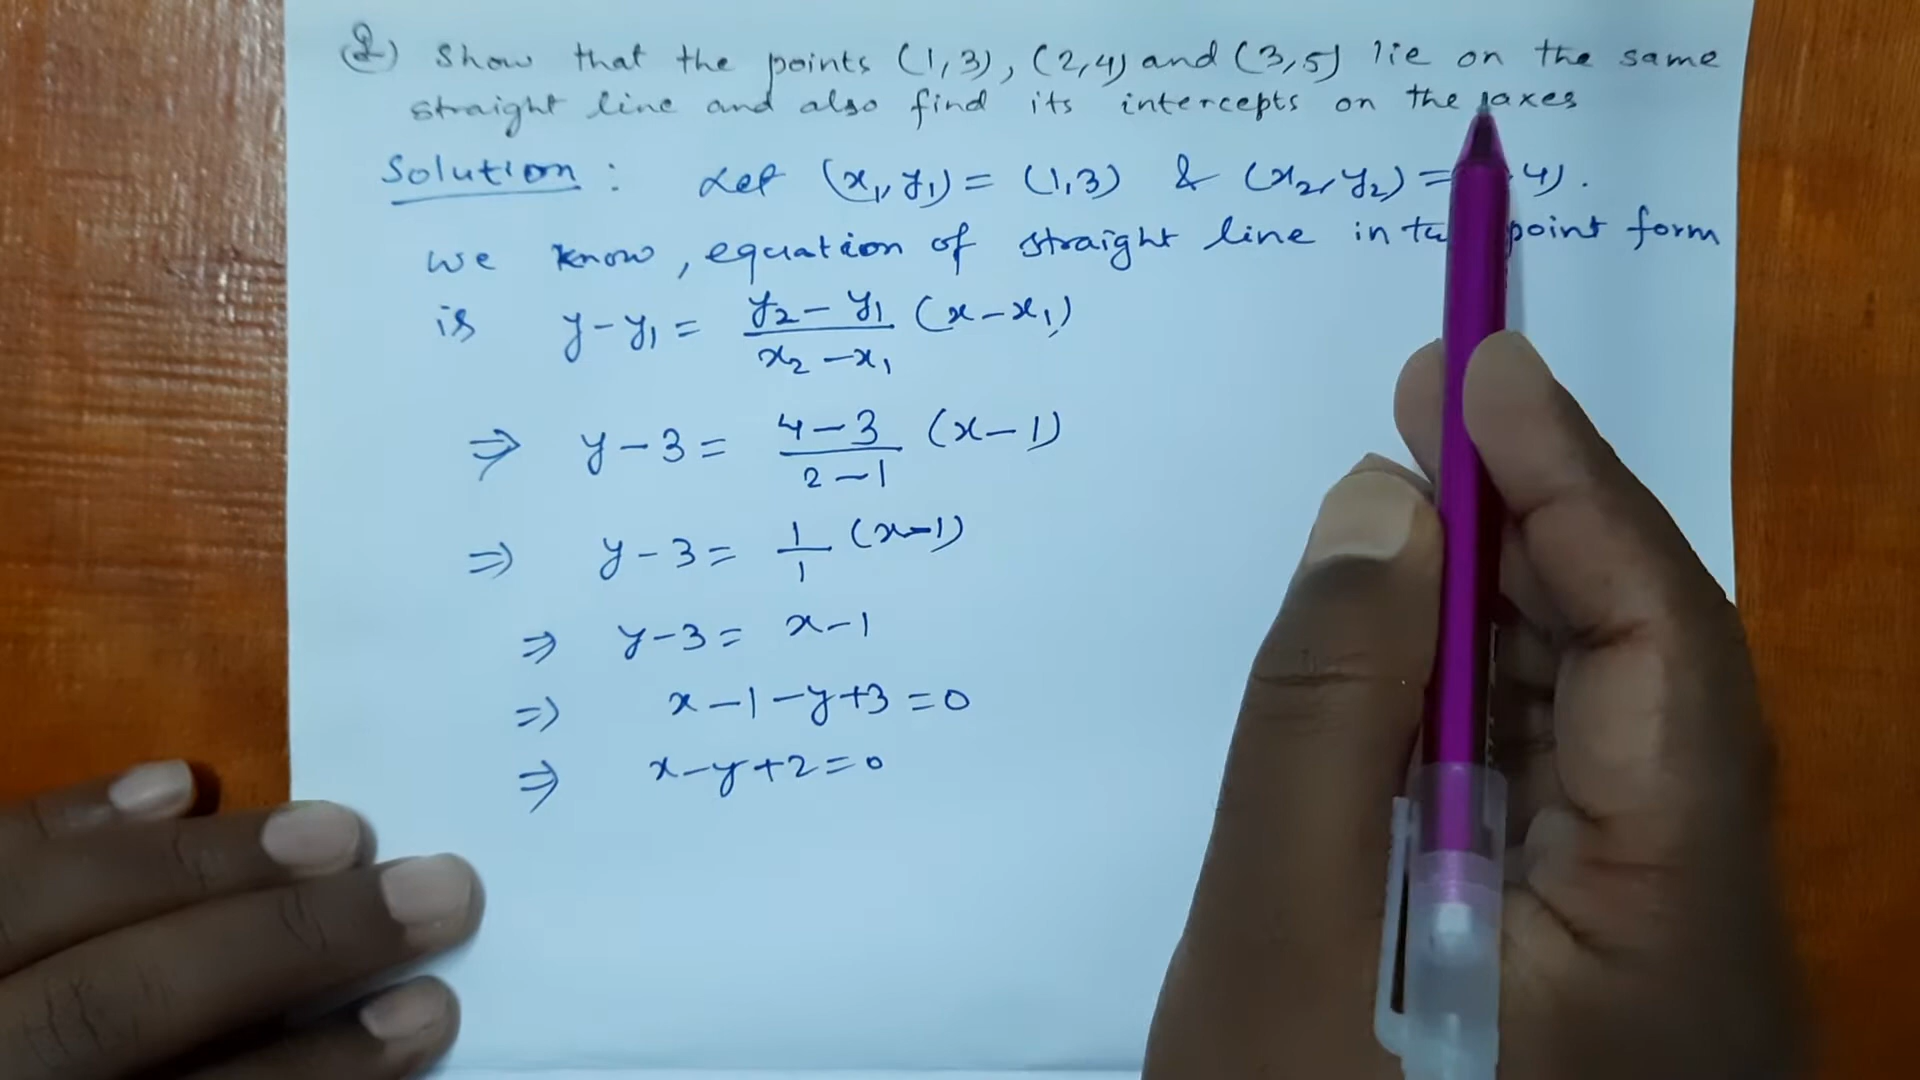 Q) Show that the points (1,3), (2,4) and (3,5) lie on the same
straight line and also find its intercepts on the axes
Solution : Let (x₁, y₁) = (1,3) & (x₂, y₂) = 4).
we know, equation of straight line in point form
is y-y₁ = y₂-y₁/x₂-x₁ (x-x₁)
⇒ y-3 = 4-3/2-1 (x-1)
⇒ y-3 = 1/1 (x-1)
⇒ y-3 = x-1
⇒ x-1-y+3=0
⇒ x-y+2=0